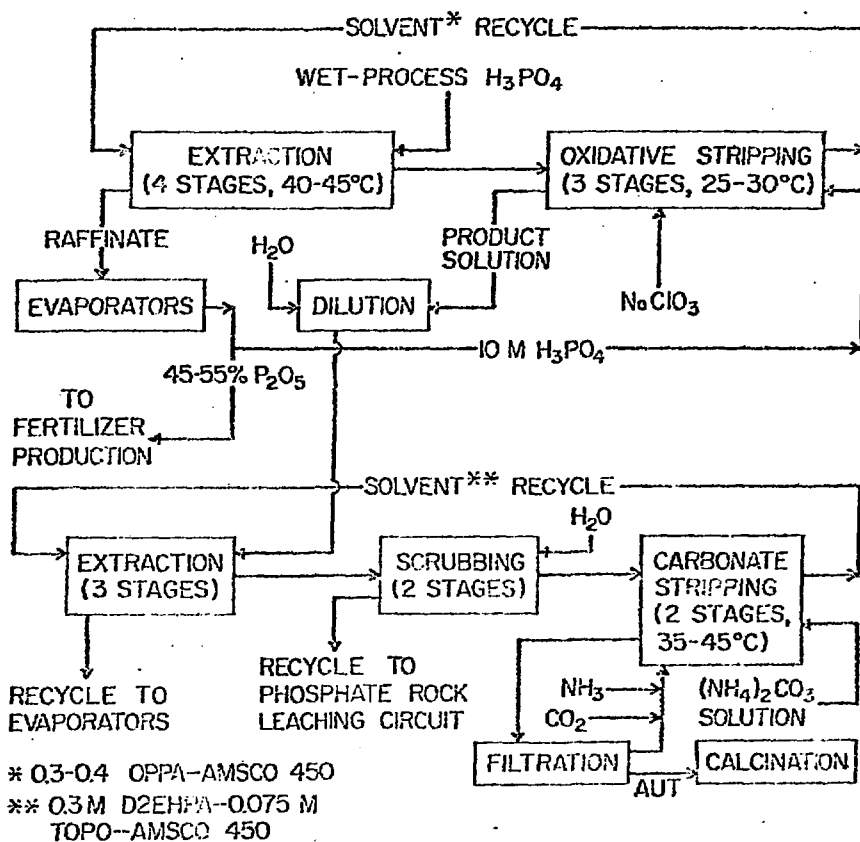 SOLVENT* RECYCLE
WET-PROCESS H₃PO₄
EXTRACTION
(4 STAGES, 40-45°C)
OXIDATIVE STRIPPING
(3 STAGES, 25-30°C)
RAFFINATE
H₂O
PRODUCT
SOLUTION
EVAPORATORS
DILUTION
NaClO₃
10 M H₃PO₄
45-55% P₂O₅
TO
FERTILIZER
PRODUCTION
SOLVENT** RECYCLE
H₂O
EXTRACTION
(3 STAGES)
SCRUBBING
(2 STAGES)
CARBONATE
STRIPPING
(2 STAGES,
35-45°C)
RECYCLE TO
EVAPORATORS
RECYCLE TO
PHOSPHATE ROCK
LEACHING CIRCUIT
NH₃
CO₂
(NH₄)₂CO₃
SOLUTION
FILTRATION
AUT
CALCINATION
* 0.3-0.4 OPPA-AMSCO 450
** 0.3 M D2EHPA--0.075 M
TOPO--AMSCO 450